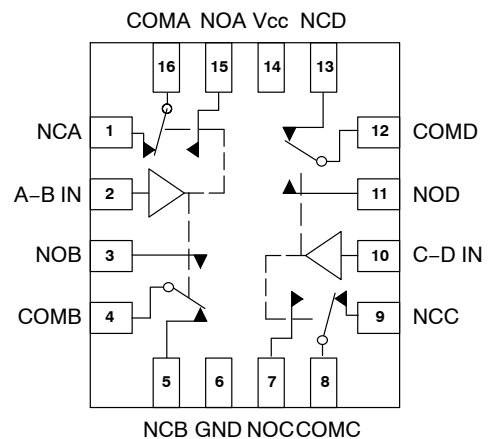 COMA NOA Vcc NCD
16 15 14 13
NCA 1 12 COMD
A−B IN 2 11 NOD
NOB 3 10 C−D IN
COMB 4 9 NCC
5 6 7 8
NCB GND NOC COMC